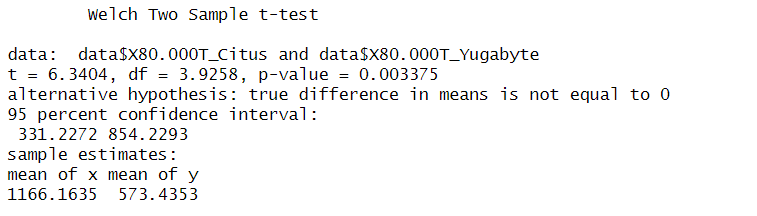 Welch Two Sample t-test
data:  data$X80.000T_Citus and data$X80.000T_Yugabyte
t = 6.3404, df = 3.9258, p-value = 0.003375
alternative hypothesis: true difference in means is not equal to 0
95 percent confidence interval:
331.2272 854.2293
sample estimates:
mean of x mean of y
1166.1635  573.4353